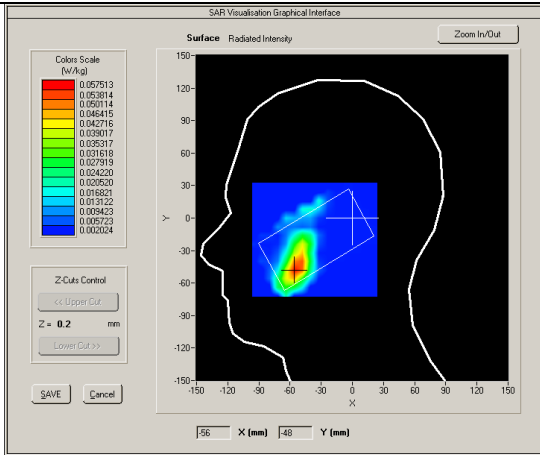 SAR Visualisation Graphical Interface
Surface Radiated Intensity
Zoom In/Out
Colors Scale
(W/kg)
0.057513
0.053814
0.050114
0.046415
0.042716
0.039017
0.035317
0.031618
0.027919
0.024220
0.020520
0.016821
0.013122
0.009423
0.005723
0.002024
Z-Cuts Control
<< Upper Cut
Z = 0.2 mm
Lower Cut >>
SAVE Cancel
150
120
90
60
30
0
-30
-60
-90
-120
-150
Y
-150 -120 -90 -60 -30 0 30 60 90 120 150
X
-56 X (mm) -48 Y (mm)